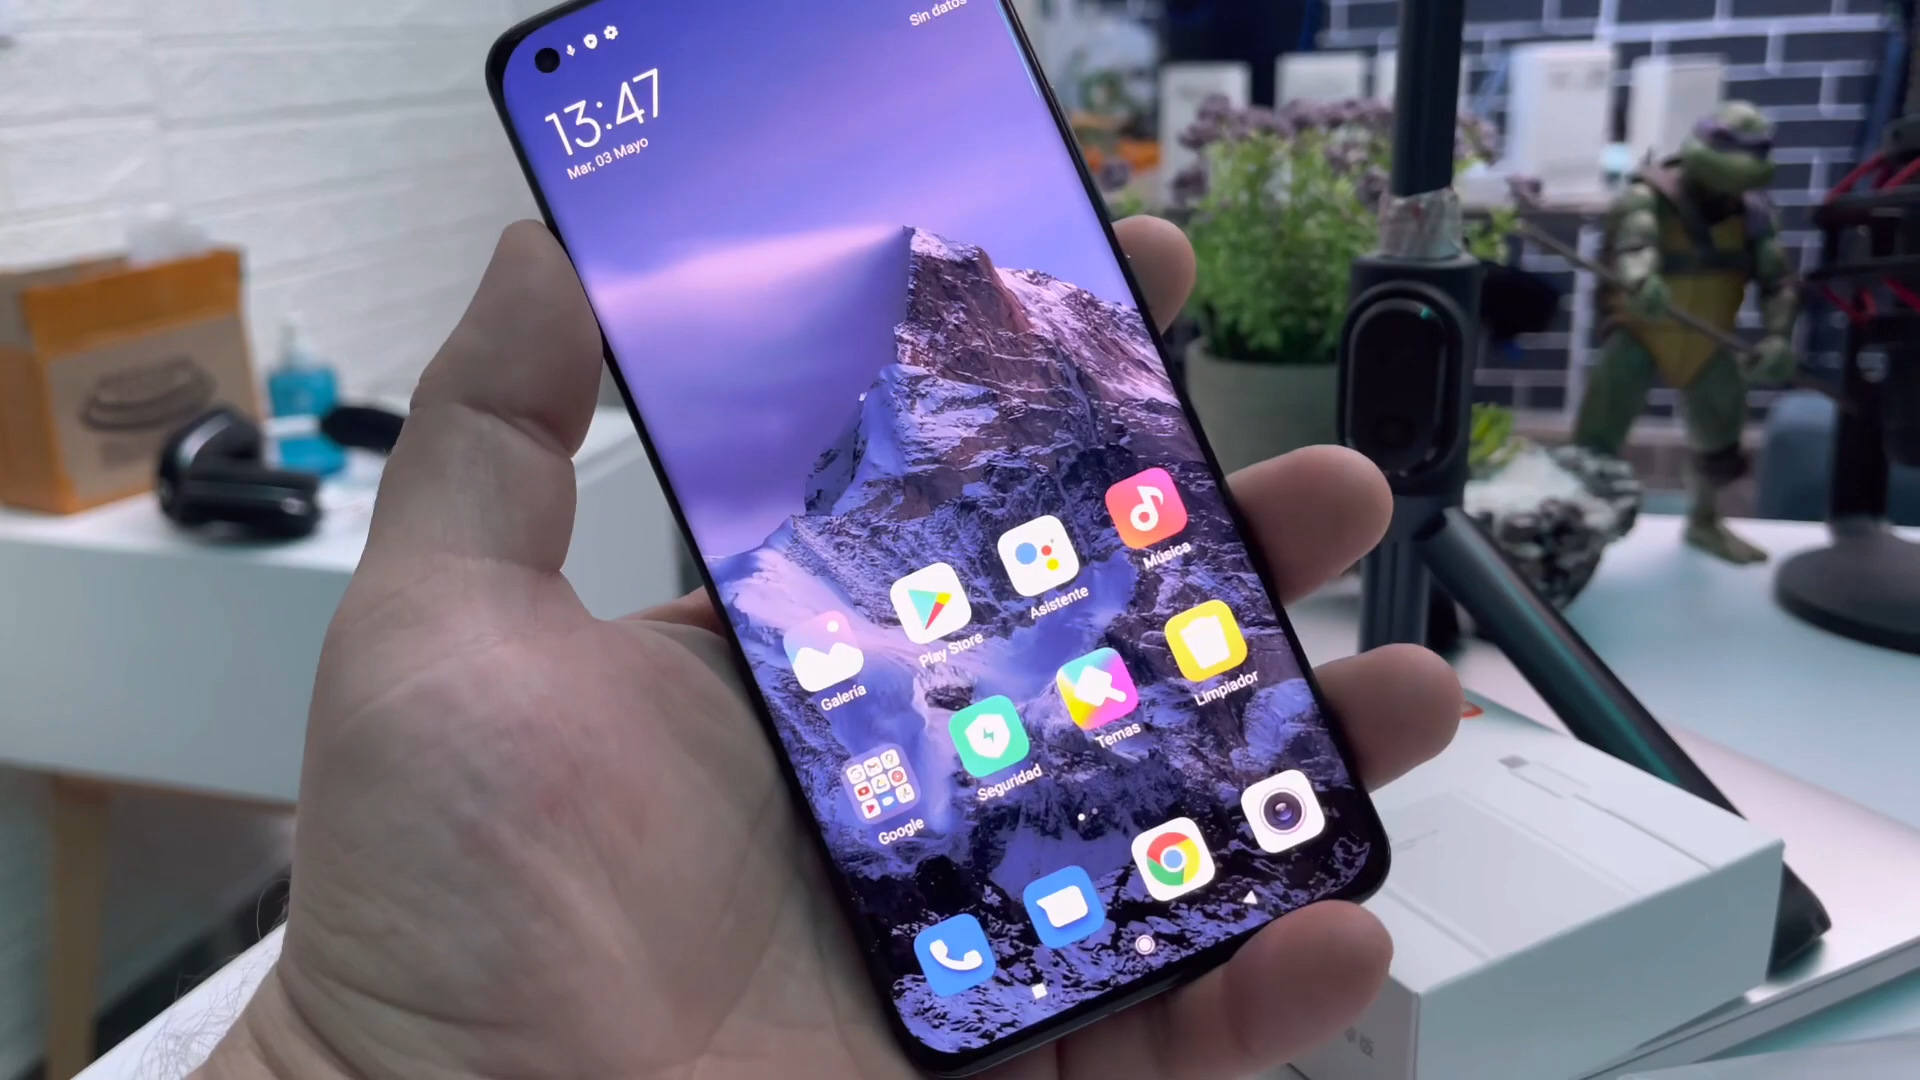 Sin datos
13:47
Mar, 03 Mayo
Música
Asistente
Play Store
Galería
Limpiador
Temas
Seguridad
Google